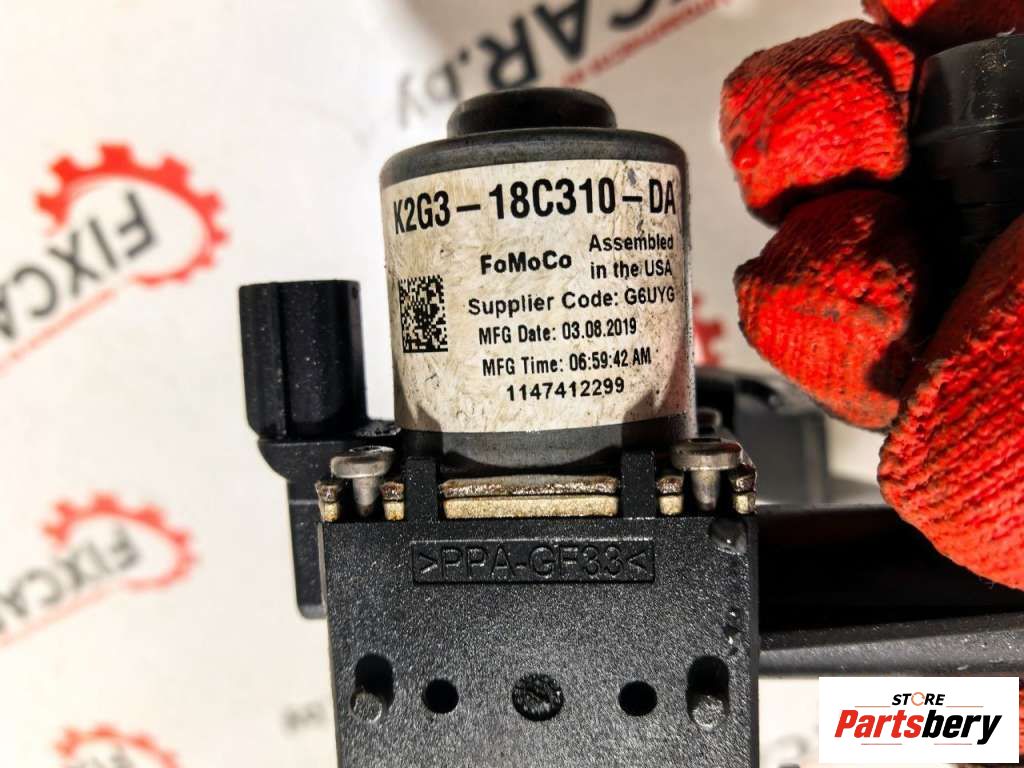 FIXCAR.by
K2G3-18C310-DA
FoMoCo
Assembled
in the USA
Supplier Code: G6UYG
MFG Date: 03.08.2019
MFG Time: 06:59:42 AM
1147412299
FIXCAR
FIXCAR
>PPA-GF33<
STORE
Partsbery